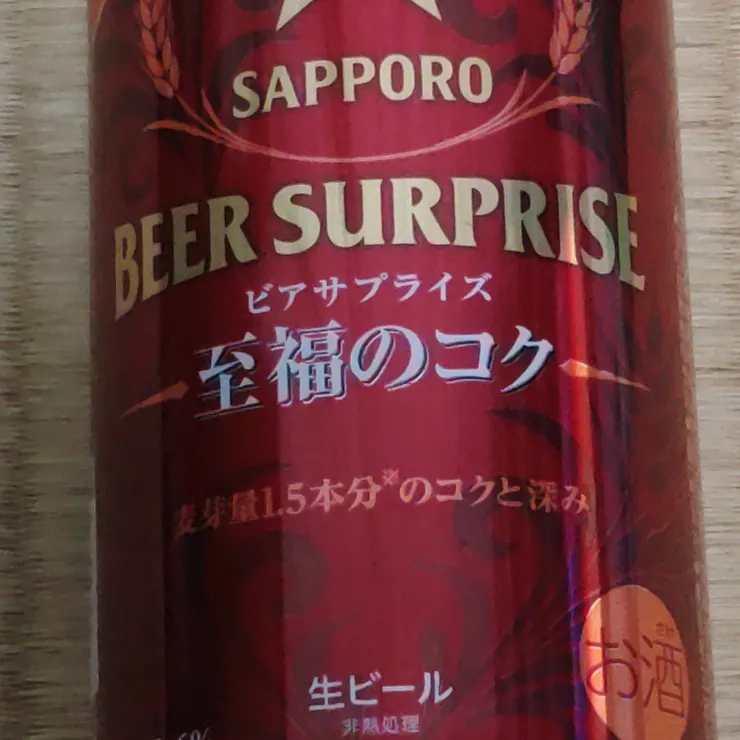 SAPPORO
BEER SURPRISE
ビアサプライズ
至福のコク
麦芽量1.5本分※のコクと深み
お酒
生ビール
非熱処理